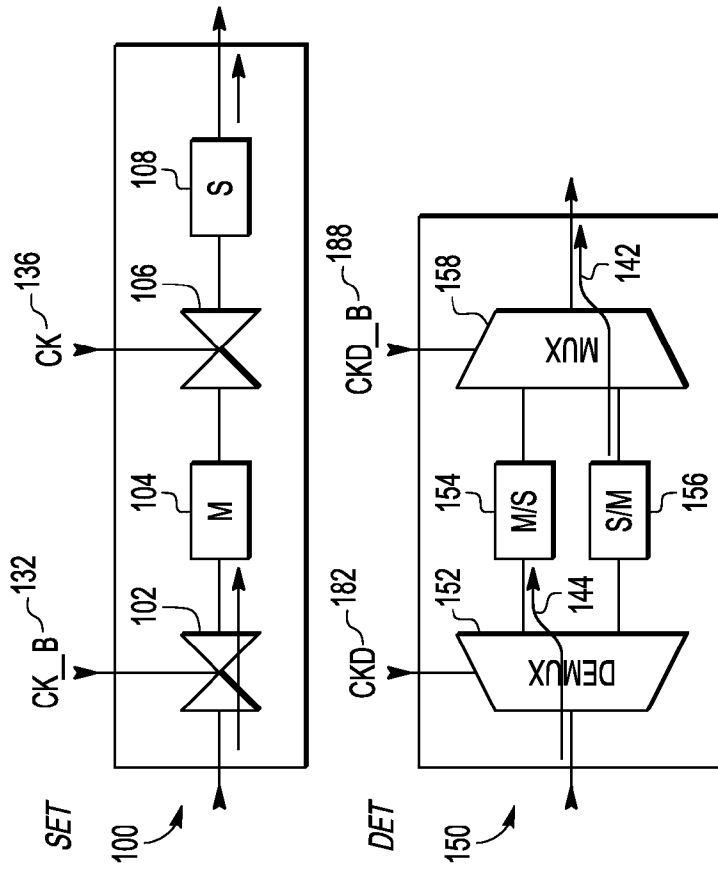 SET
100
CK_B 132
102
M
104
CK 136
106
S
108
DET
150
CKD 182
152
DEMUX
144
M/S
154
S/M
156
CKD_B 188
158
MUX
142